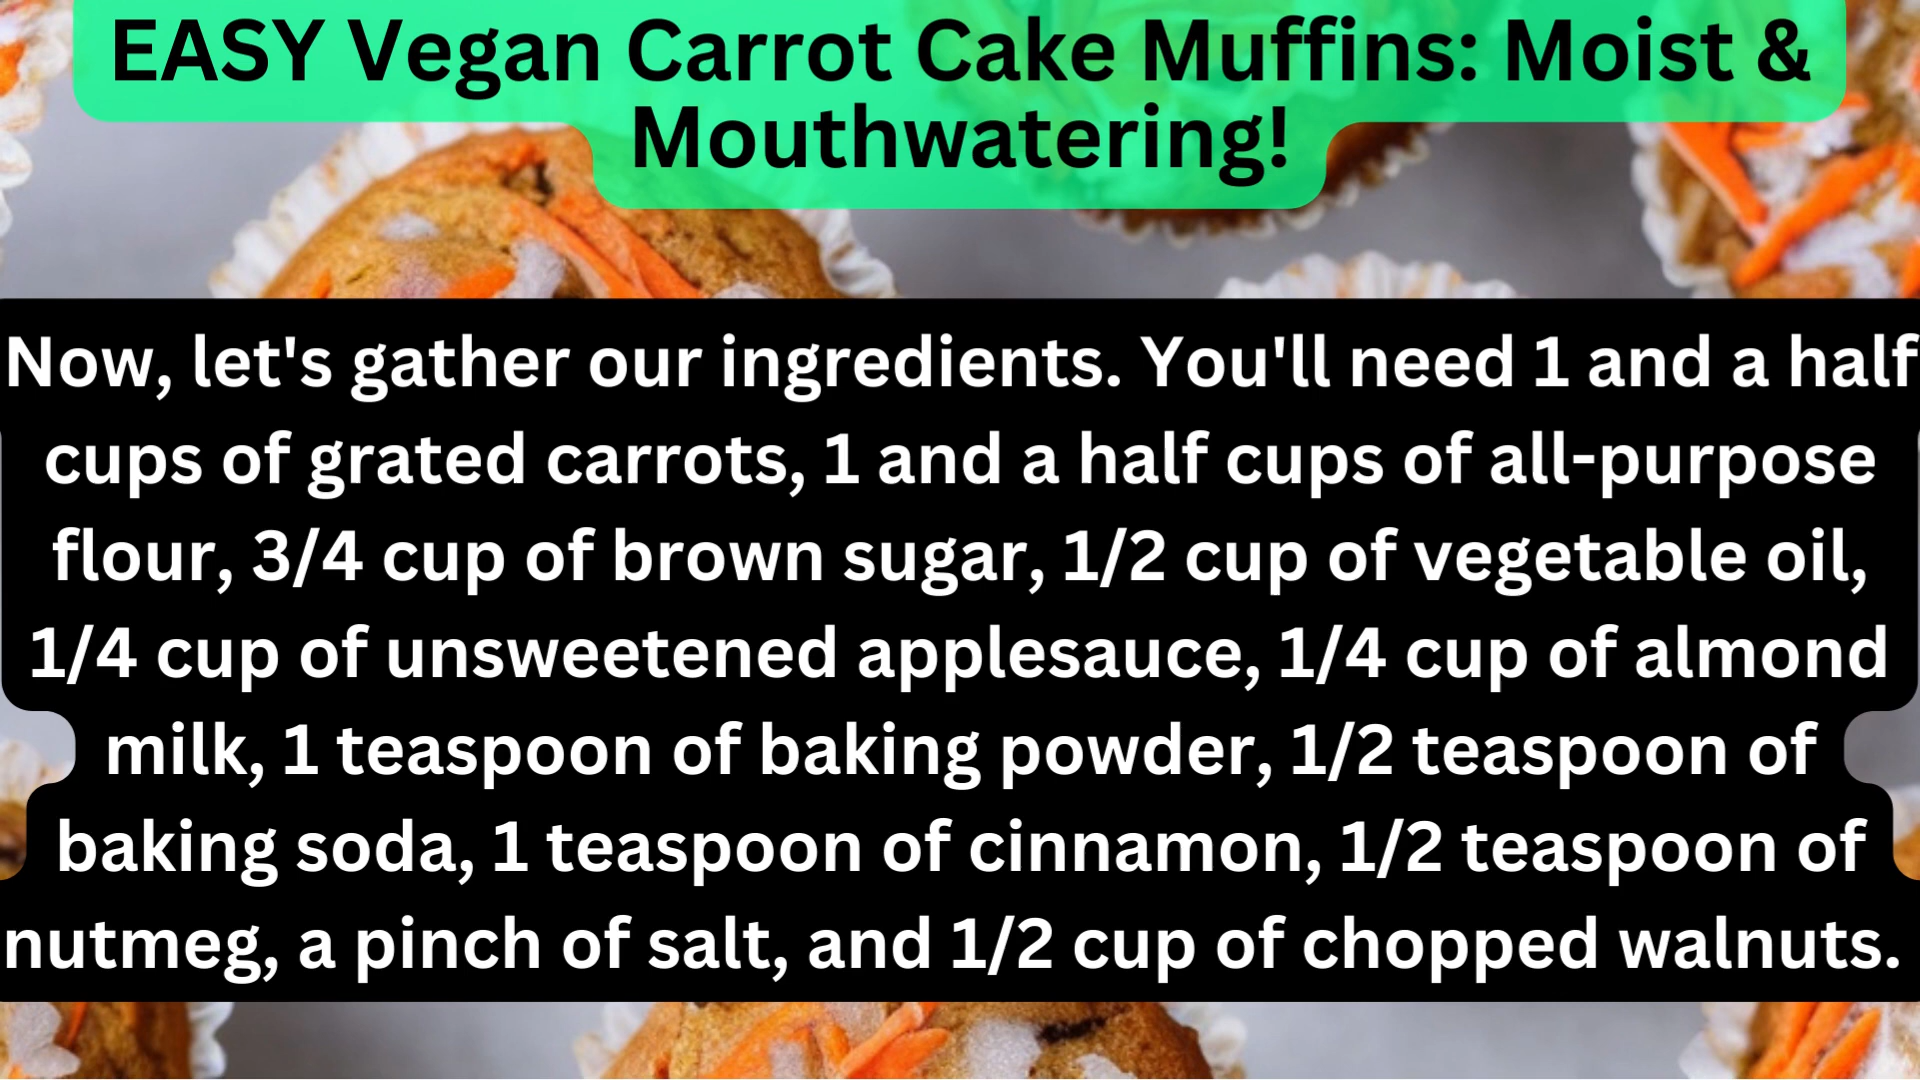 EASY Vegan Carrot Cake Muffins: Moist &
Mouthwatering!
Now, let's gather our ingredients. You'll need 1 and a half
cups of grated carrots, 1 and a half cups of all-purpose
flour, 3/4 cup of brown sugar, 1/2 cup of vegetable oil,
1/4 cup of unsweetened applesauce, 1/4 cup of almond
milk, 1 teaspoon of baking powder, 1/2 teaspoon of
baking soda, 1 teaspoon of cinnamon, 1/2 teaspoon of
nutmeg, a pinch of salt, and 1/2 cup of chopped walnuts.